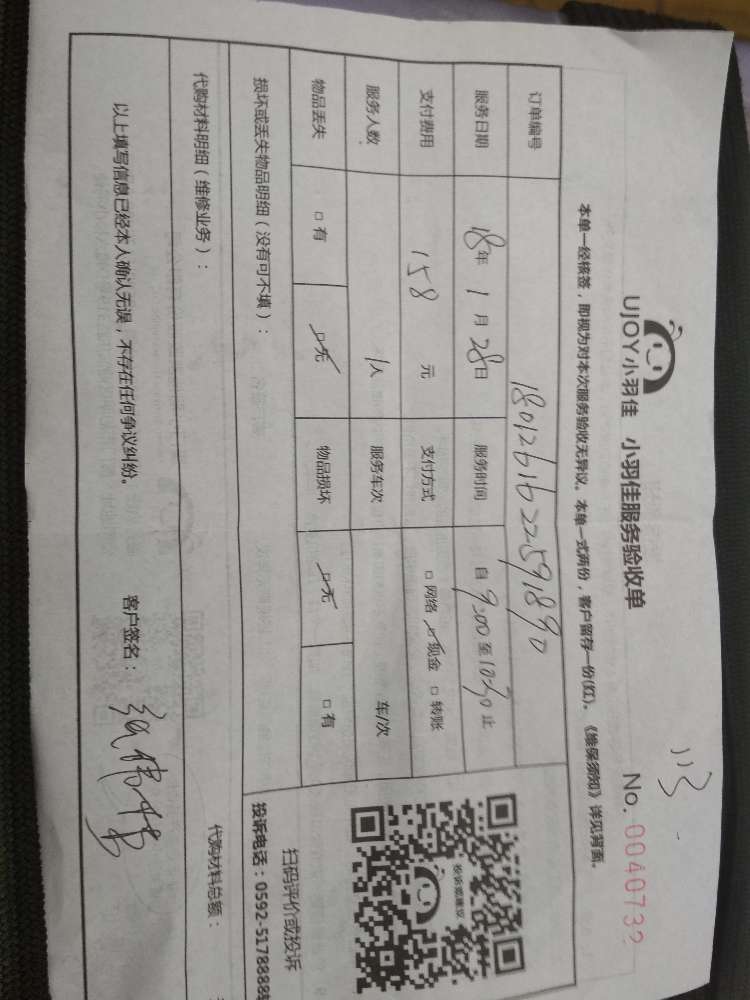 UJOY小羽佳 小羽佳服务验收单
No. 0040732
本单一经核签，即视为对本次服务验收无异议。本单一式两份，客户留存一份(红)。《维保须知》详见背面。
订单编号 1801261622591890
服务日期 18年 1月 28日 服务时间 自 9:00 至 10:30 止
支付费用 158 元 支付方式 □ 网络 ☑ 现金 □ 转账
服务人数 1人 服务车次 车/次
物品丢失 □ 有 ☑ 无 物品损坏 ☑ 无 □ 有
损坏或丢失物品明细（没有可不填）：
代购材料明细（维修业务）：
代购材料总额：
以上填写信息已经本人确认无误，不存在任何争议纠纷。
客户签名：
投诉或建议
扫码评价或投诉
投诉电话：0592-5178888